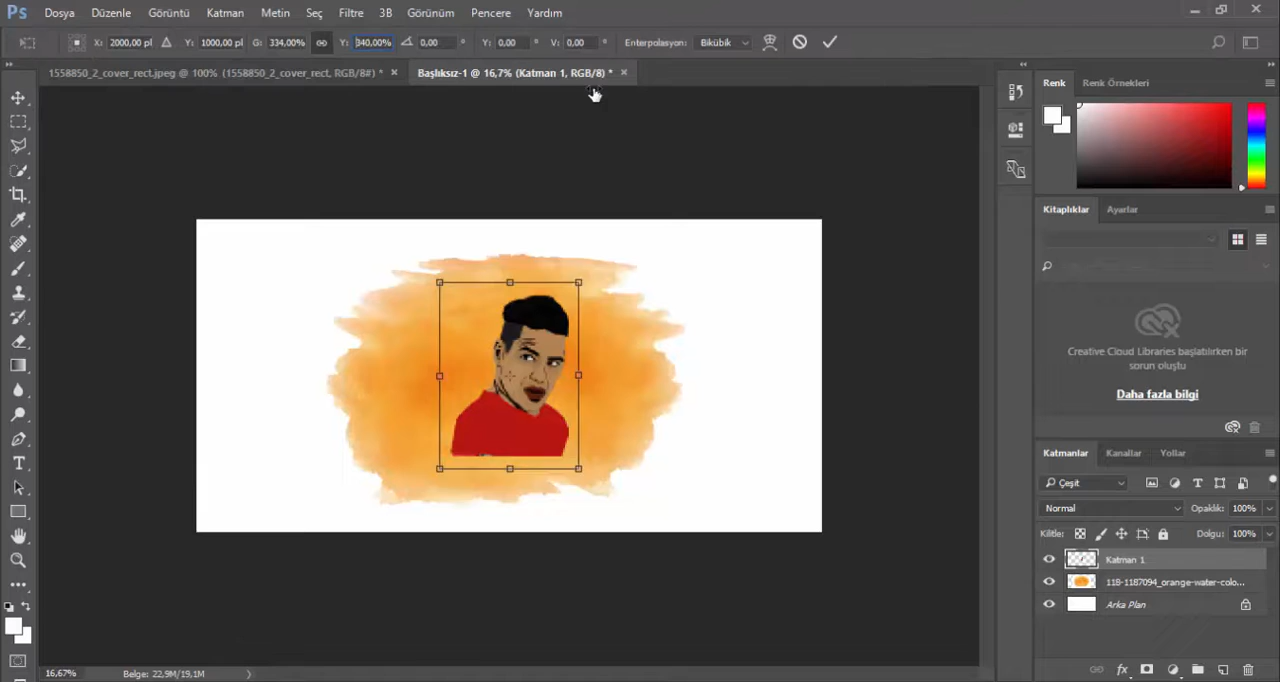 Ps Dosya Düzenle Görüntü Katman Metin Seç Filtre 3B Görünüm Pencere Yardım
X: 2000,00 pl Y: 1000,00 pl G: 334,00% Y: 340,00% 0,00 ° Y: 0,00 ° V: 0,00 ° Enterpolasyon: Bikübik
1558850_2_cover_rect.jpeg @ 100% (1558850_2_cover_rect, RGB/8#) * × Başlıksız-1 @ 16,7% (Katman 1, RGB/8) * ×
Renk Renk Örnekleri
Kitaplıklar Ayarlar
Creative Cloud Libraries başlatılırken bir
sorun oluştu
Daha fazla bilgi
Katmanlar Kanallar Yollar
Çeşit
Normal Opaklık: 100%
Kilitle: Dolgu: 100%
Katman 1
118-1187094_orange-water-colo...
Arka Plan
16,67% Belge: 22,9M/19,1M